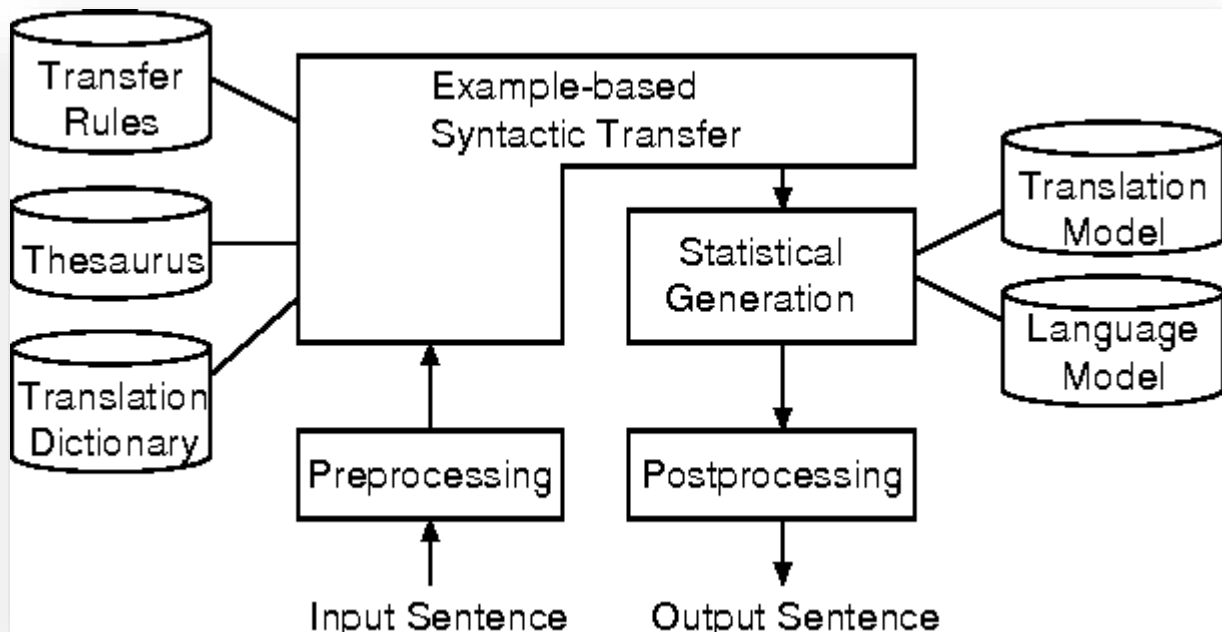 Transfer
Rules
Example-based
Syntactic Transfer
Thesaurus
Translation
Model
Statistical
Generation
Language
Model
Translation
Dictionary
Preprocessing
Postprocessing
Input Sentence
Output Sentence